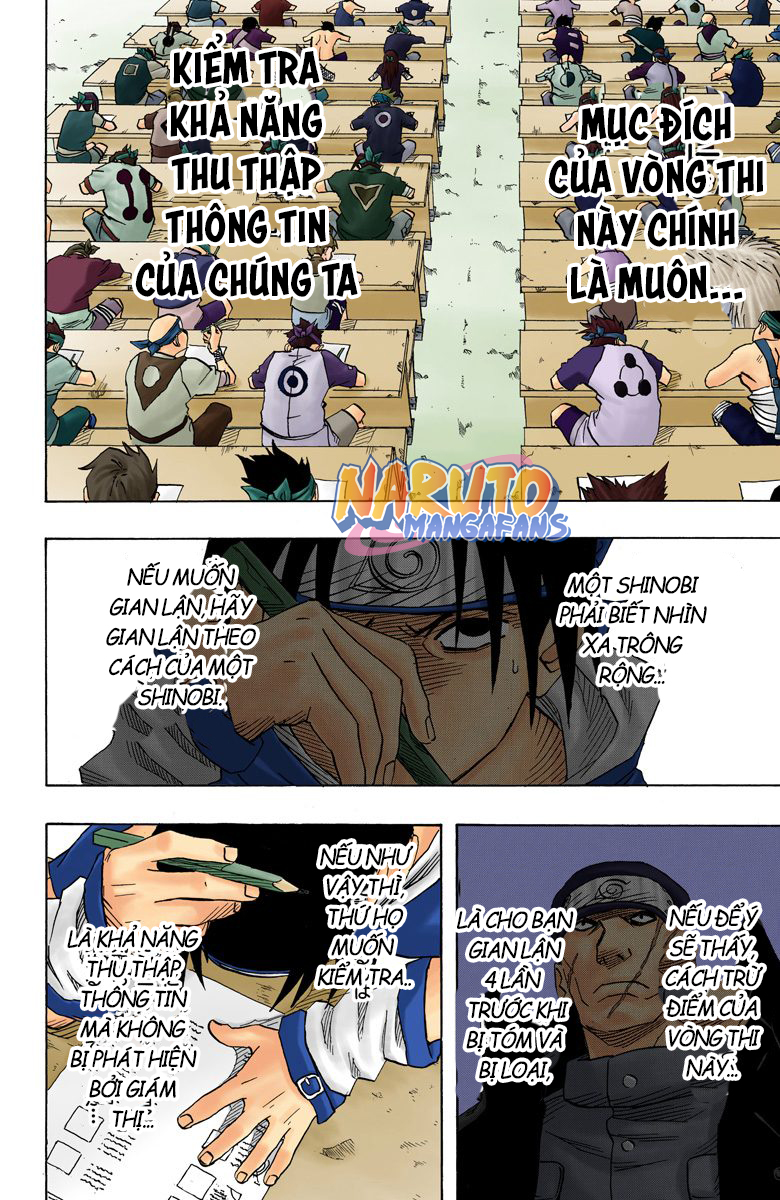 MỤC ĐÍCH
CỦA VÒNG THI
NÀY CHÍNH
LÀ MUÔN...
KIỂM TRA
KHẢ NĂNG
THU THẬP
THÔNG TIN
CỦA CHÚNG TA
NARUTO
MANGAFANS
MỘT SHINOBI
PHẢI BIẾT NHÌN
XA TRÔNG
RỘNG...
NẾU MUỐN
GIAN LẬN, HÃY
GIAN LẬN THEO
CÁCH CỦA MỘT
SHINOBI.
NẾU ĐỂ Ý
SẼ THẤY,
CÁCH TRỪ
ĐIỂM CỦA
VÒNG THI
NÀY...
LÀ CHO BẠN
GIAN LẬN
4 LẦN
TRƯỚC KHI
BỊ TÓM VÀ
BỊ LOẠI,
NẾU NHƯ
VẬY THÌ,
THỨ HỌ
MUỐN
KIỂM TRA..
LÀ KHẢ NĂNG
THU THẬP
THÔNG TIN
MÀ KHÔNG
BỊ PHÁT HIỆN
BỞI GIÁM
THỊ...